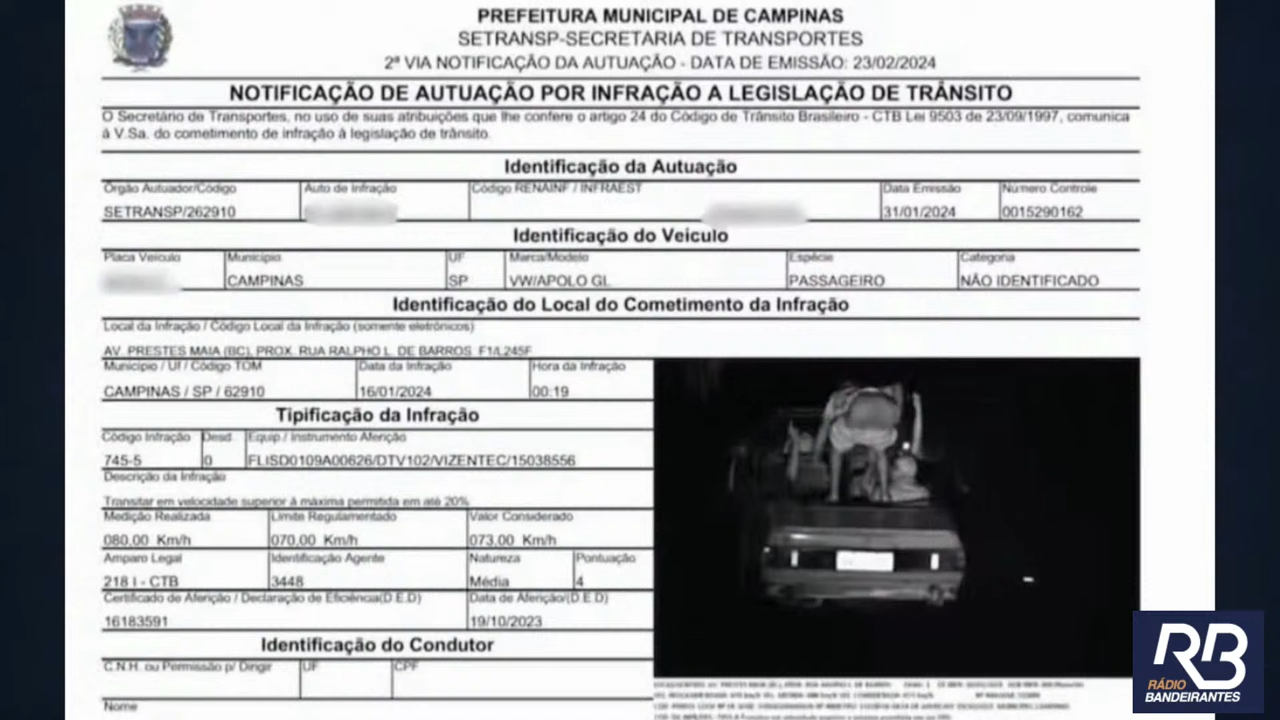 PREFEITURA MUNICIPAL DE CAMPINAS
SETRANSP-SECRETARIA DE TRANSPORTES
2ª VIA NOTIFICAÇÃO DA AUTUAÇÃO - DATA DE EMISSÃO: 23/02/2024
NOTIFICAÇÃO DE AUTUAÇÃO POR INFRAÇÃO A LEGISLAÇÃO DE TRÂNSITO
O Secretário de Transportes, no uso de suas atribuições que lhe confere o artigo 24 do Código de Trânsito Brasileiro - CTB Lei 9503 de 23/09/1997, comunica
à V.Sa. do cometimento de infração à legislação de trânsito.
Identificação da Autuação
Orgão Autuador/Código Auto de Infração Código RENAINF / INFRAEST Data Emissão Número Controle
SETRANSP/262910 31/01/2024 0015290162
Identificação do Veiculo
Placa Veiculo Município UF Marca/Modelo Espécie Categoria
CAMPINAS SP VW/APOLO GL PASSAGEIRO NÃO IDENTIFICADO
Identificação do Local do Cometimento da Infração
Local da Infração / Código Local da Infração (somente eletrônicos)
AV. PRESTES MAIA (BC), PROX. RUA RALPHO L. DE BARROS F1/L245F
Município / Uf / Código TOM Data da Infração Hora da Infração
CAMPINAS / SP / 62910 16/01/2024 00:19
Tipificação da Infração
Código Infração Desd. Equip / Instrumento Aferição
745-5 0 FLISD0109A00626/DTV102/VIZENTEC/15038556
Descrição da Infração
Transitar em velocidade superior à máxima permitida em até 20%
Medição Realizada Limite Regulamentado Valor Considerado
080,00 Km/h 070,00 Km/h 073,00 Km/h
Amparo Legal Identificação Agente Natureza Pontuação
218 I - CTB 3448 Média 4
Certificado de Aferição / Declaração de Eficiência(D.E.D) Data de Aferição/(D.E.D)
16183591 19/10/2023
Identificação do Condutor
C.N.H. ou Permissão p/ Dirigir UF CPF
Nome
RB
RÁDIO
BANDEIRANTES